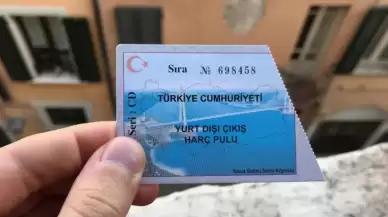 Sıra № 698458
TÜRKİYE CUMHURİYETİ
YURT DIŞI ÇIKIŞ
HARÇ PULU
Seri : CD